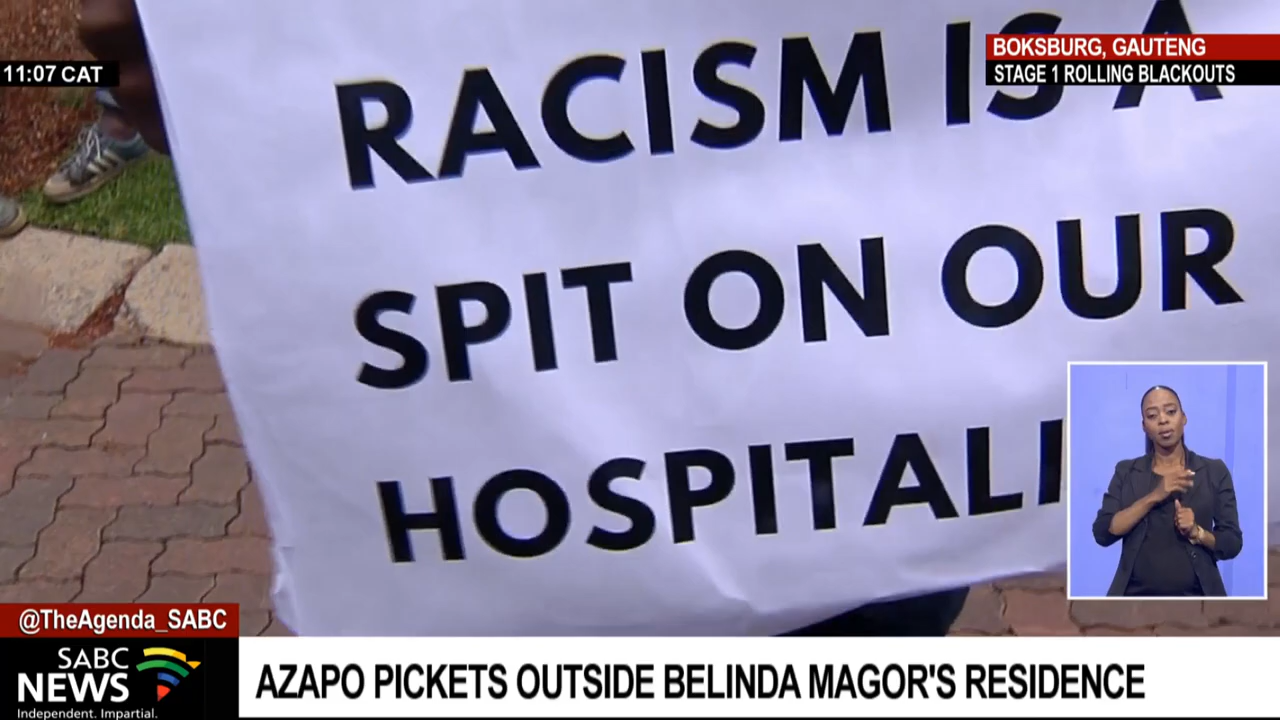 11:07 CAT
BOKSBURG, GAUTENG
STAGE 1 ROLLING BLACKOUTS
RACISM IS A
SPIT ON OUR
HOSPITALI
@TheAgenda_SABC
SABC
NEWS
Independent. Impartial.
AZAPO PICKETS OUTSIDE BELINDA MAGOR'S RESIDENCE